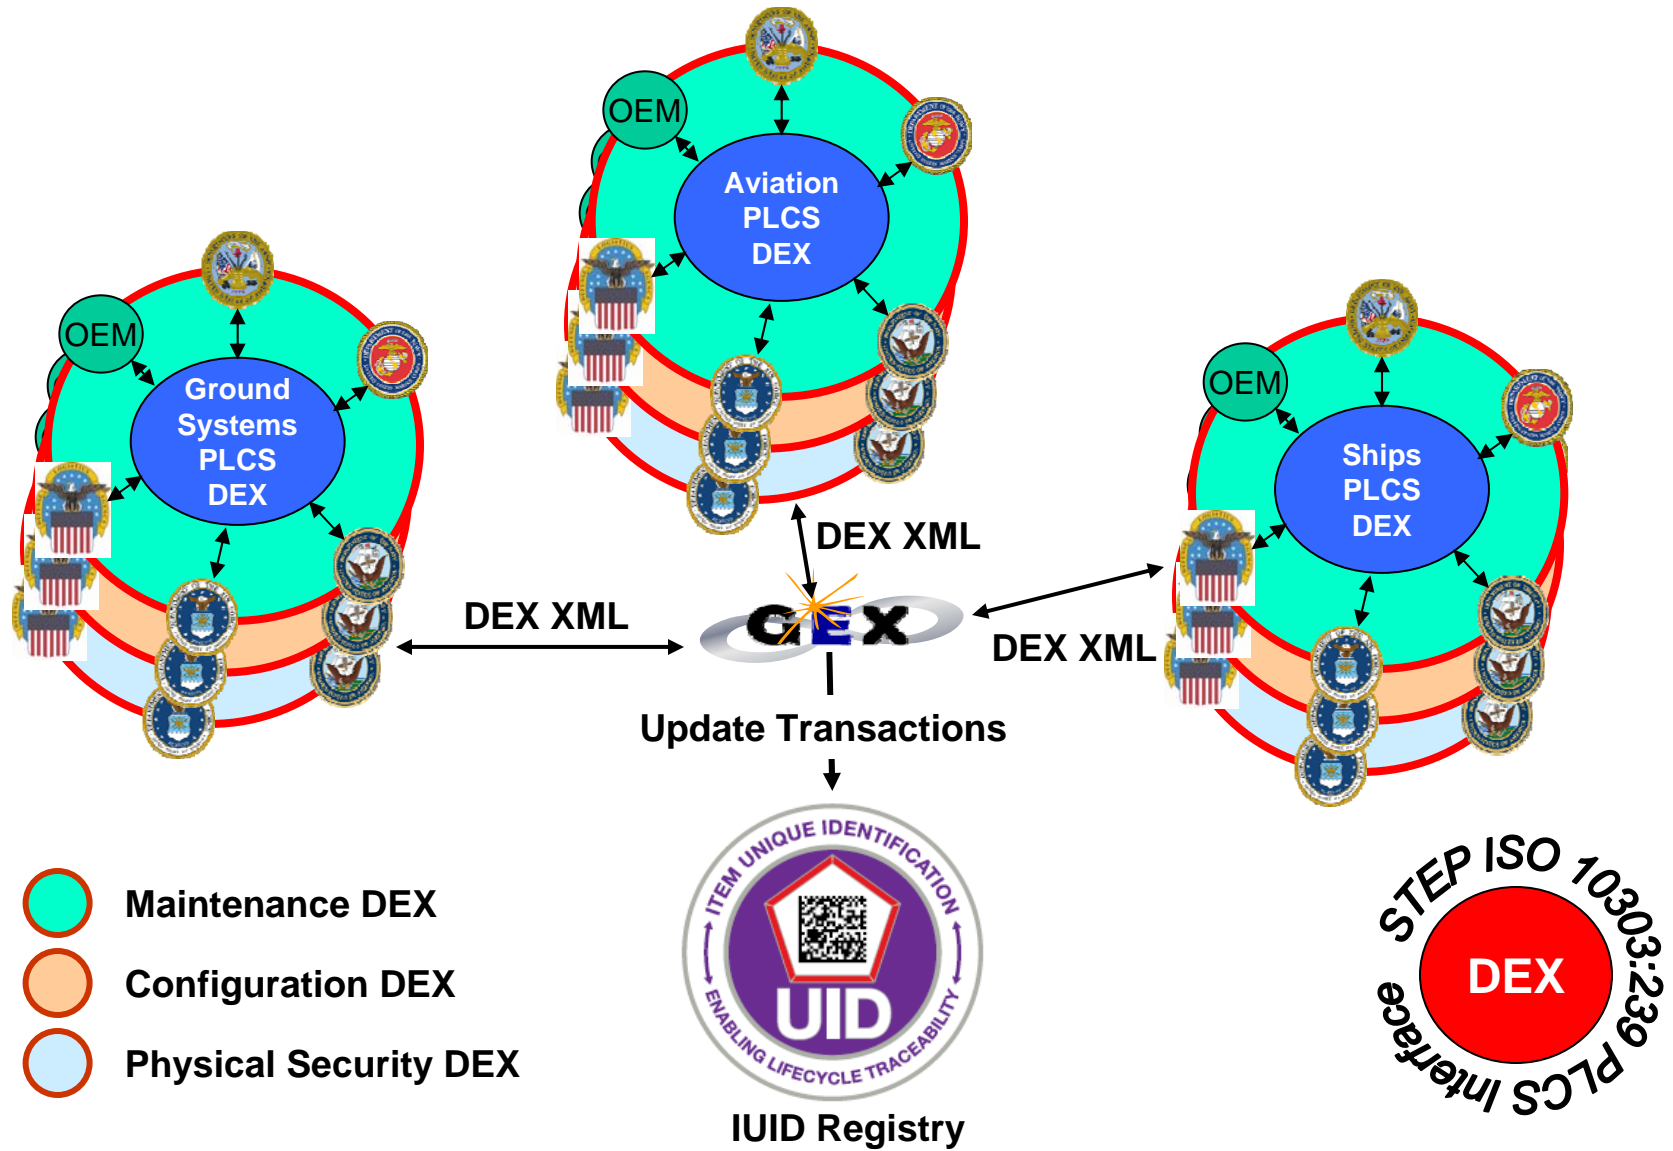 OEM
Aviation
PLCS
DEX
OEM
Ground
Systems
PLCS
DEX
OEM
Ships
PLCS
DEX
DEX XML
DEX XML
DEX XML
GEX
Update Transactions
ITEM UNIQUE IDENTIFICATION
UID
ENABLING LIFECYCLE TRACEABILITY
IUID Registry
Maintenance DEX
Configuration DEX
Physical Security DEX
STEP ISO 10303:239 PLCS Interface
DEX